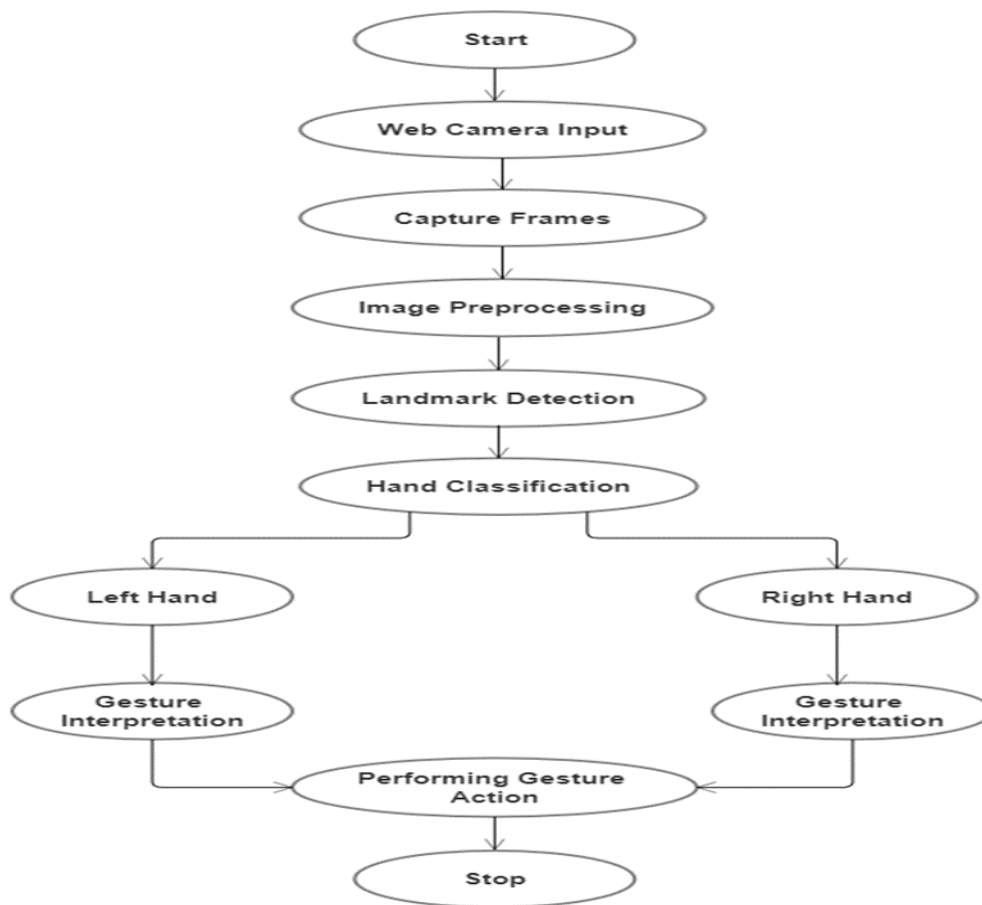 Start
Web Camera Input
Capture Frames
Image Preprocessing
Landmark Detection
Hand Classification
Left Hand
Right Hand
Gesture
Interpretation
Gesture
Interpretation
Performing Gesture
Action
Stop